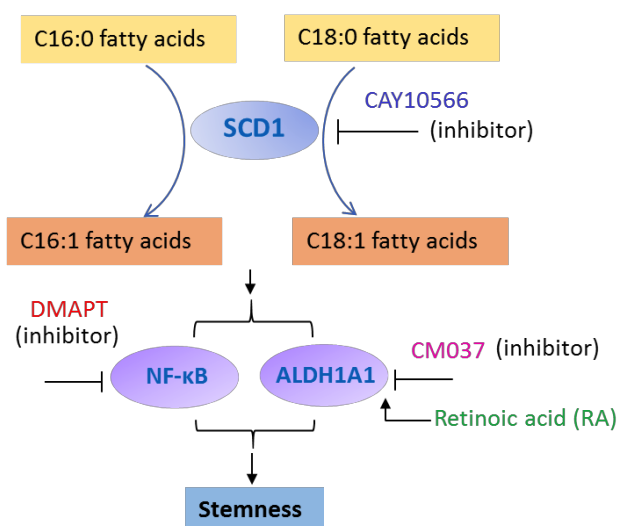 C16:0 fatty acids
C18:0 fatty acids
CAY10566
(inhibitor)
SCD1
C16:1 fatty acids
C18:1 fatty acids
DMAPT
(inhibitor)
NF-κB
ALDH1A1
CM037 (inhibitor)
Retinoic acid (RA)
Stemness